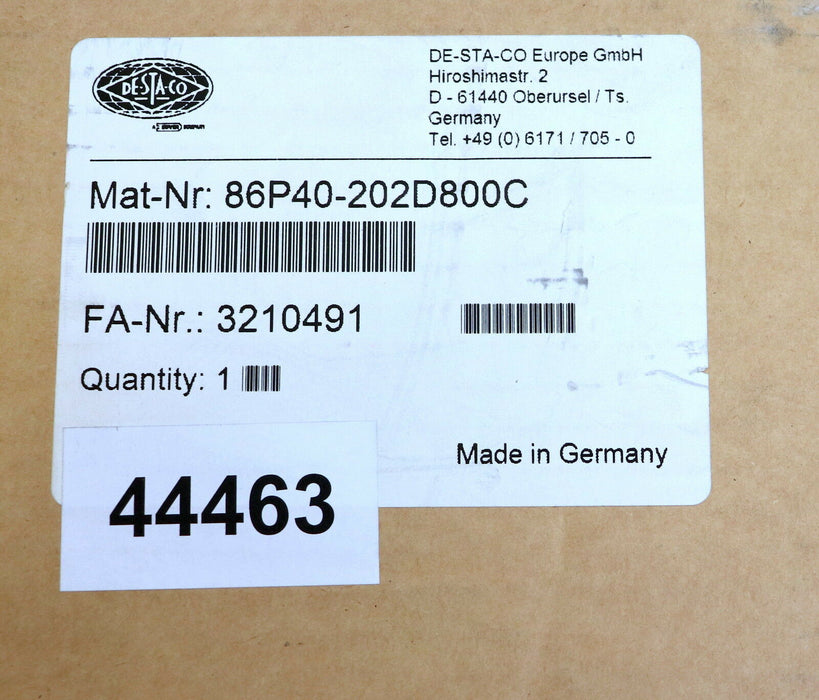 DE-STA-CO
DE-STA-CO Europe GmbH
Hiroshimastr. 2
D - 61440 Oberursel / Ts.
Germany
Tel. +49 (0) 6171 / 705 - 0
Mat-Nr: 86P40-202D800C
FA-Nr.: 3210491
Quantity: 1
Made in Germany
44463